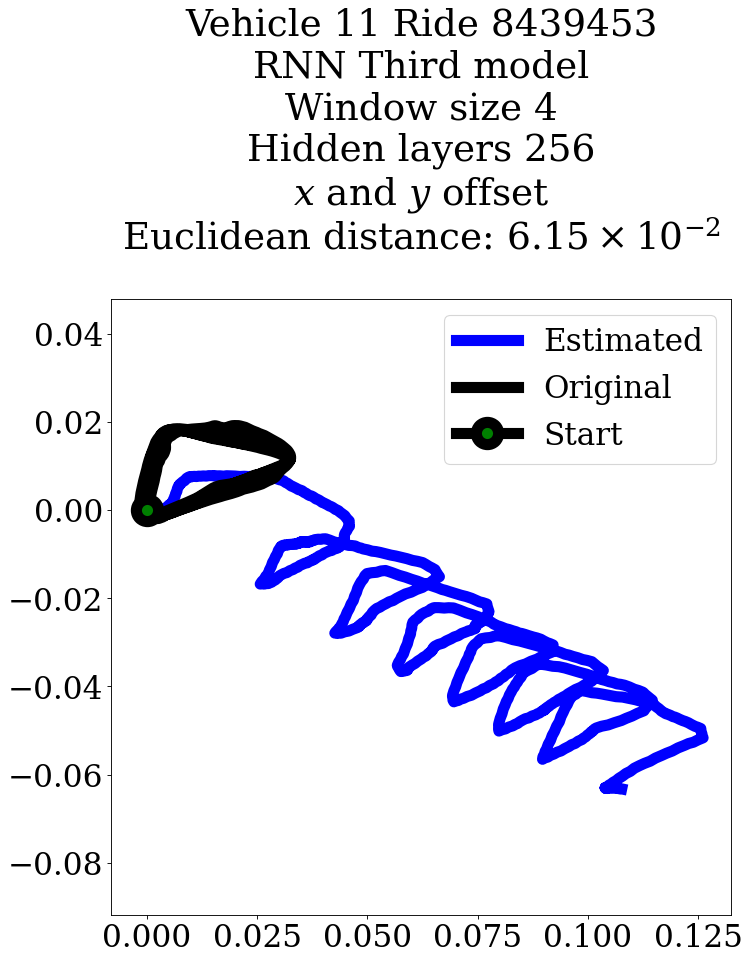 Vehicle 11 Ride 8439453
RNN Third model
Window size 4
Hidden layers 256
x and y offset
Euclidean distance: 6.15 × 10⁻²
Estimated
Original
Start
0.04
0.02
0.00
−0.02
−0.04
−0.06
−0.08
0.000 0.025 0.050 0.075 0.100 0.125